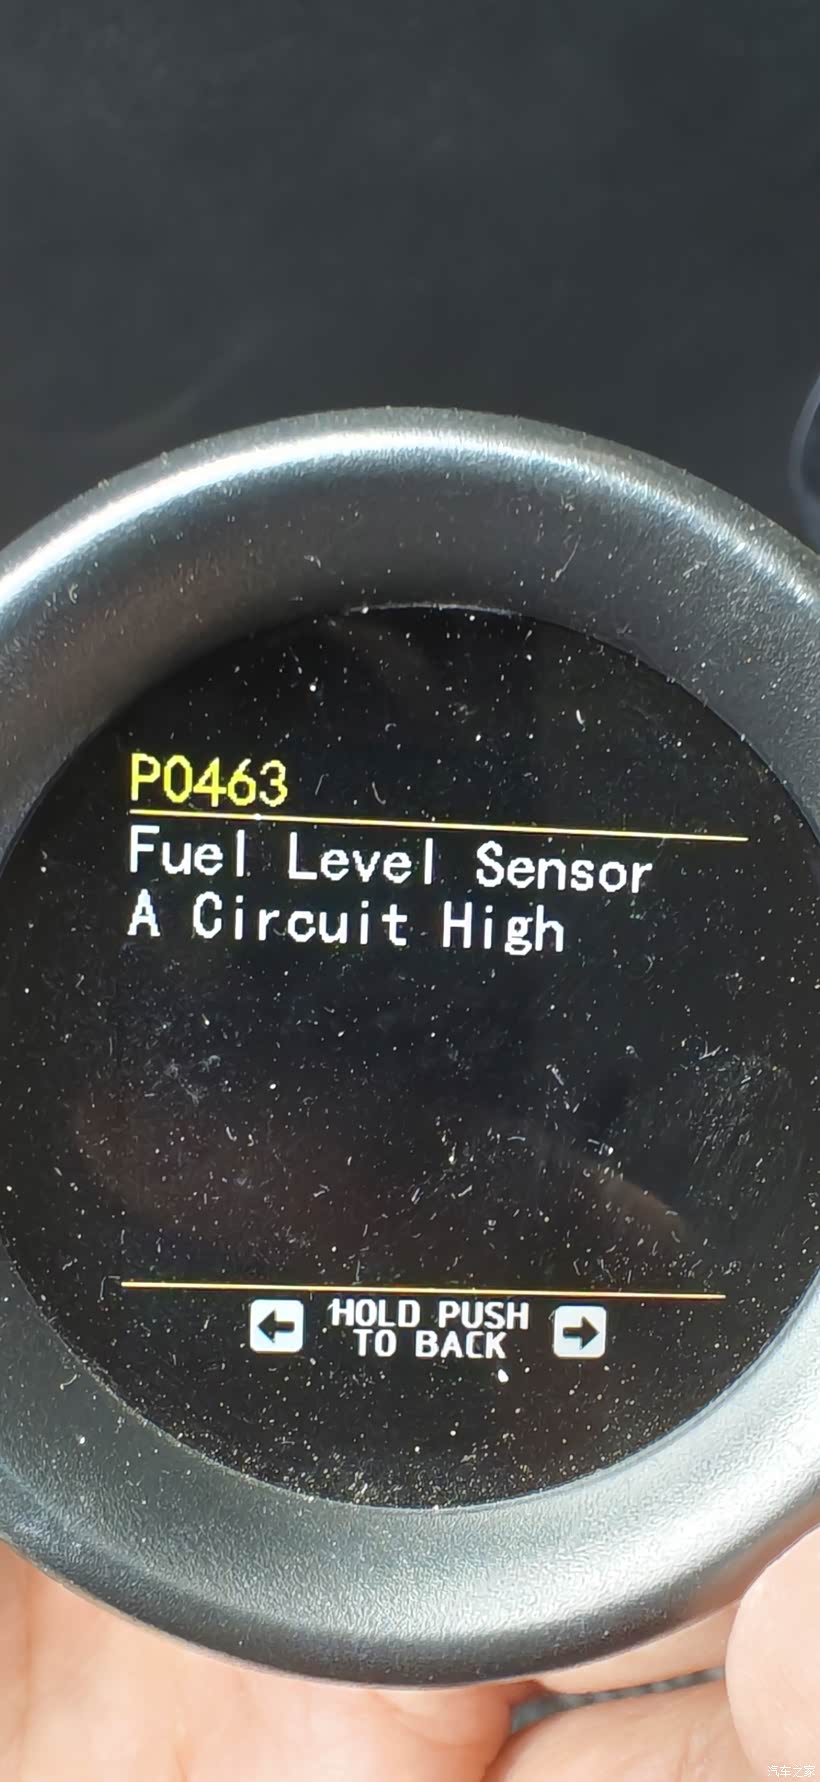 P0463
Fuel Level Sensor
A Circuit High
HOLD PUSH
TO BACK
汽车之家